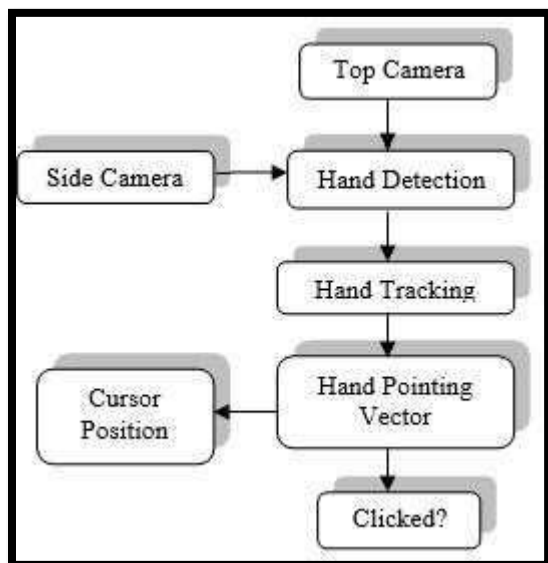 Top Camera
Side Camera
Hand Detection
Hand Tracking
Hand Pointing
Vector
Cursor
Position
Clicked?